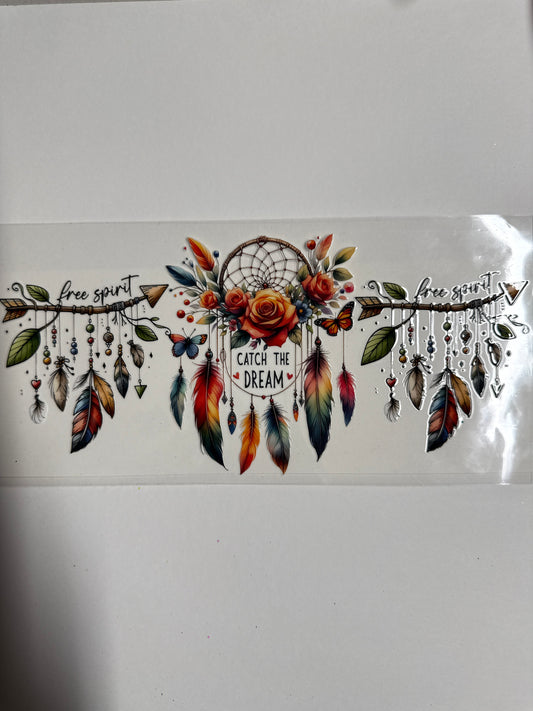 free spirit
CATCH THE
DREAM
free spirit